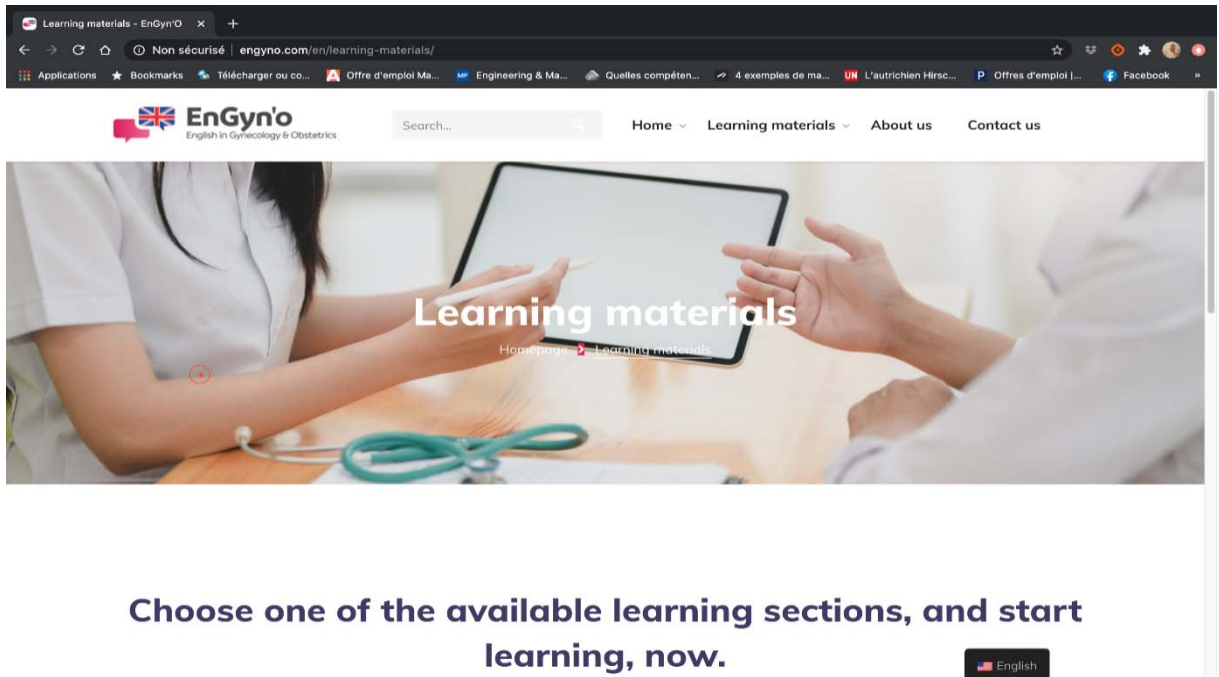 Learning materials - EnGyn'O
Non sécurisé | engyno.com/en/learning-materials/
Applications Bookmarks Télécharger ou co... Offre d'emploi Ma... Engineering & Ma... Quelles compéten... 4 exemples de ma... L'autrichien Hirsc... Offres d'emploi |... Facebook »
EnGyn'o
English in Gynecology & Obstetrics
Search...
Home Learning materials About us Contact us
Learning materials
Homepage > Learning materials
Choose one of the available learning sections, and start
learning, now.
English